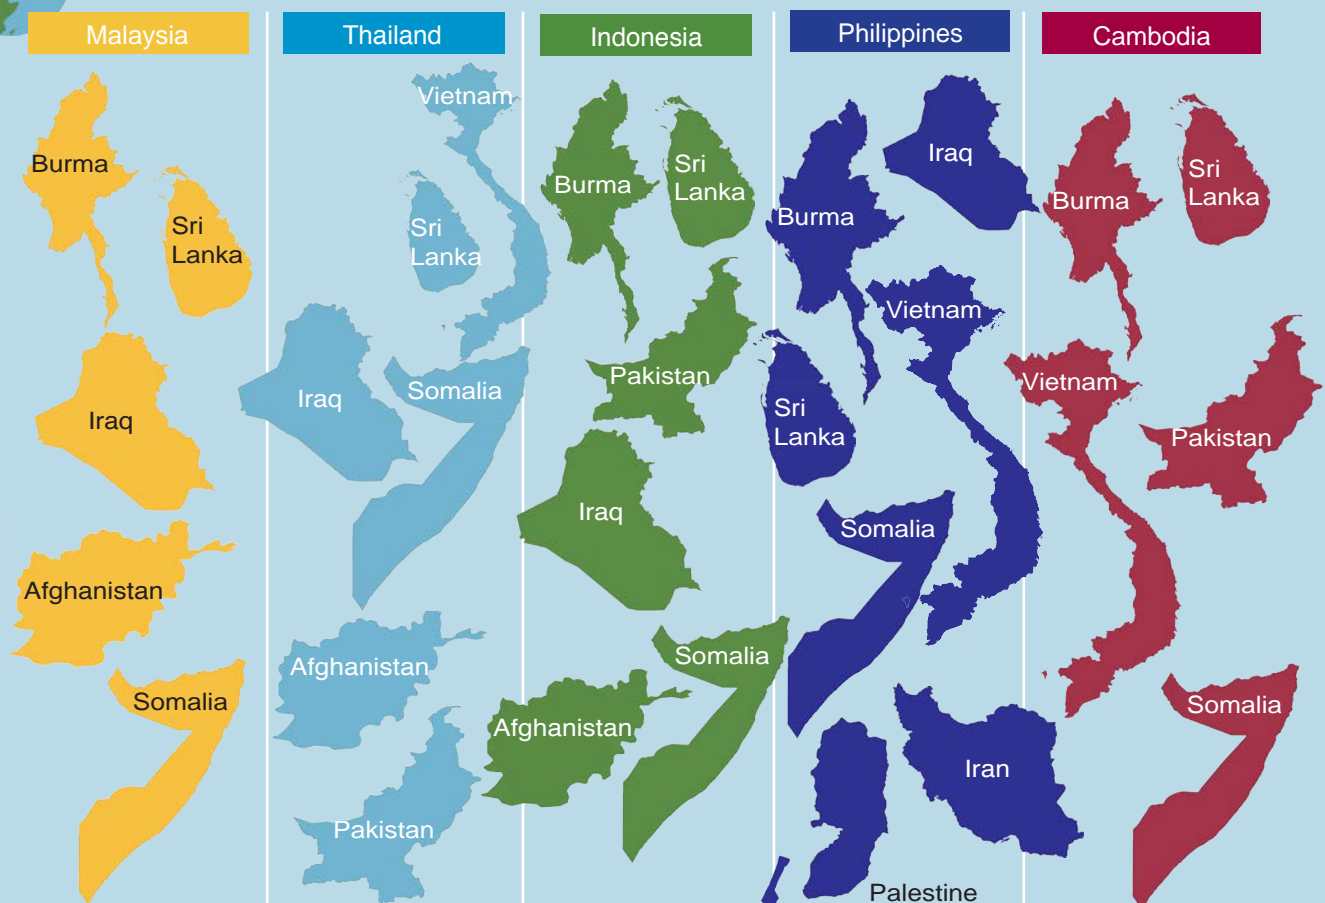 Malaysia
Burma
Sri
Lanka
Iraq
Afghanistan
Somalia
Thailand
Vietnam
Sri
Lanka
Iraq
Somalia
Afghanistan
Pakistan
Indonesia
Burma
Sri
Lanka
Pakistan
Iraq
Somalia
Afghanistan
Philippines
Iraq
Burma
Vietnam
Sri
Lanka
Somalia
Iran
Palestine
Cambodia
Burma
Sri
Lanka
Vietnam
Pakistan
Somalia